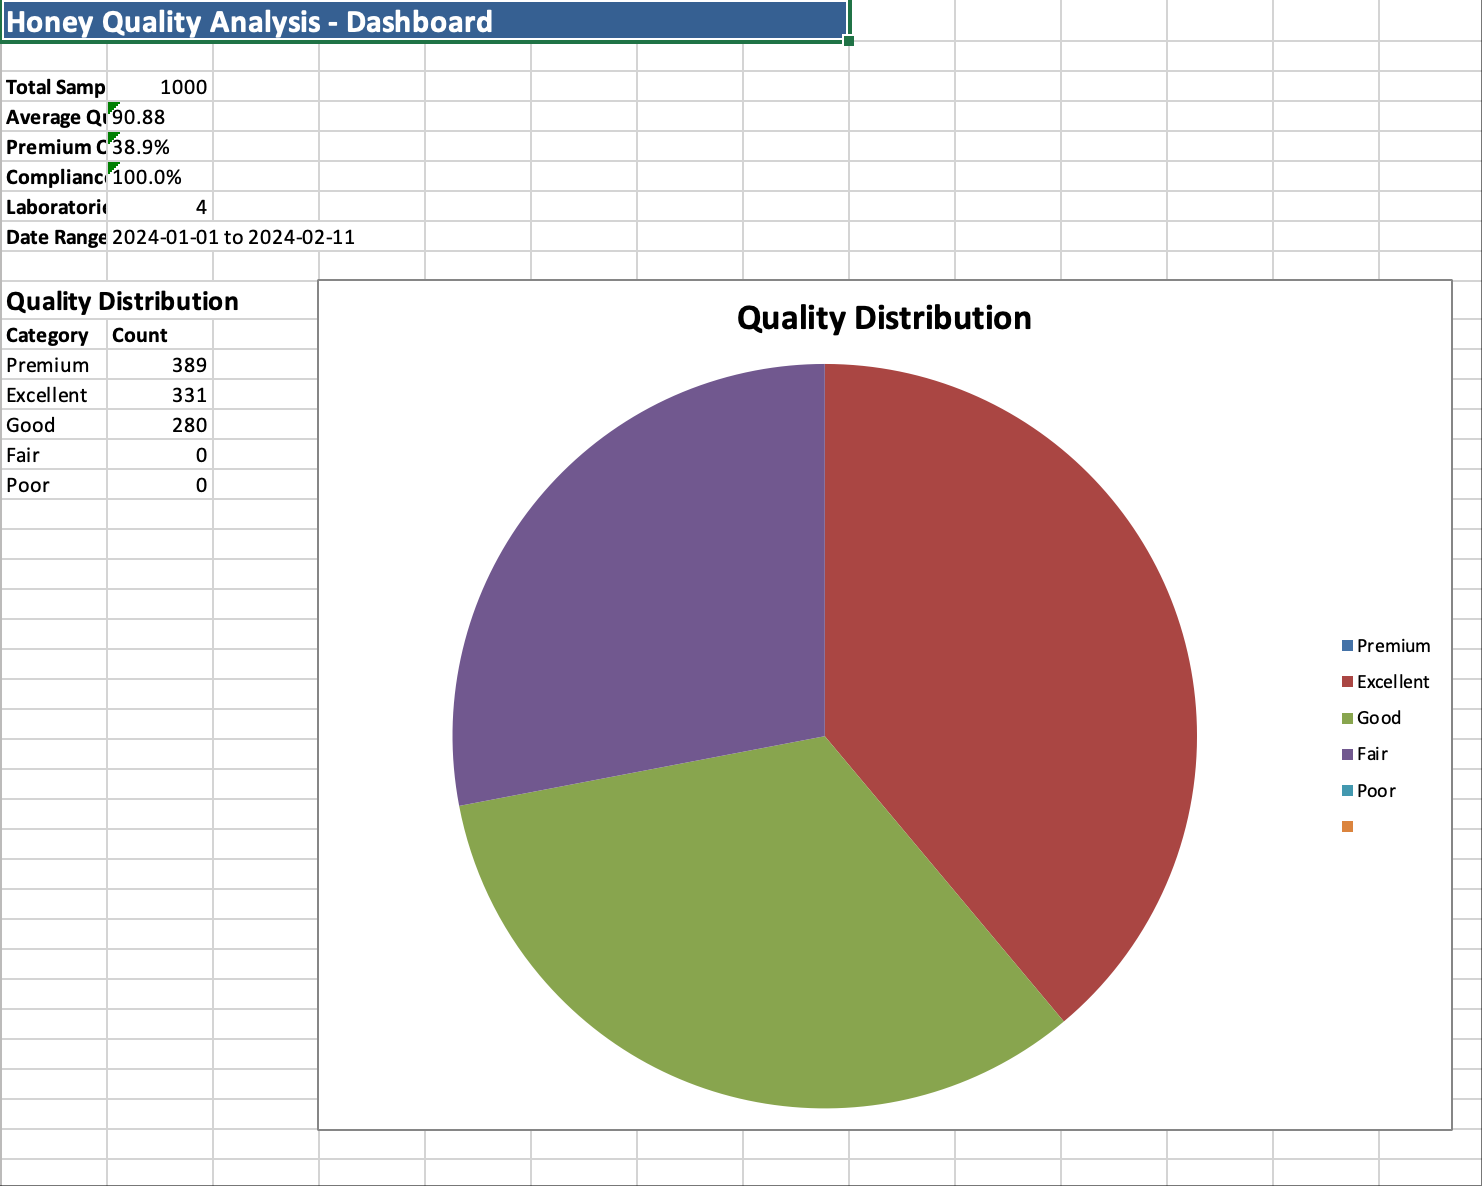 Honey Quality Analysis - Dashboard
Total Samp 1000
Average Qu 90.88
Premium C 38.9%
Complianc 100.0%
Laboratori 4
Date Range 2024-01-01 to 2024-02-11
Quality Distribution
Category Count
Premium 389
Excellent 331
Good 280
Fair 0
Poor 0
Quality Distribution
Premium
Excellent
Good
Fair
Poor